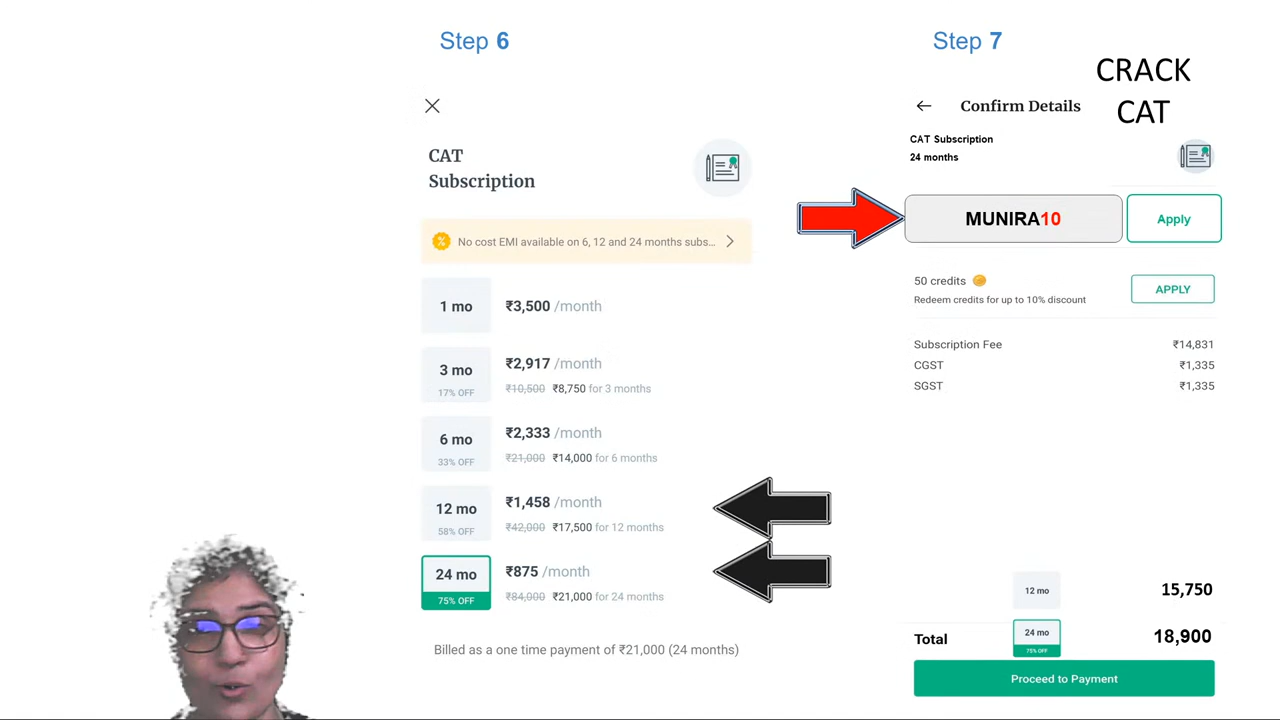 Step 6
CAT
Subscription
No cost EMI available on 6, 12 and 24 months subs...
1 mo
₹3,500 /month
3 mo
17% OFF
₹2,917 /month
₹10,500 ₹8,750 for 3 months
6 mo
33% OFF
₹2,333 /month
₹21,000 ₹14,000 for 6 months
12 mo
58% OFF
₹1,458 /month
₹42,000 ₹17,500 for 12 months
24 mo
75% OFF
₹875 /month
₹84,000 ₹21,000 for 24 months
Billed as a one time payment of ₹21,000 (24 months)
Step 7
CRACK
CAT
Confirm Details
CAT Subscription
24 months
MUNIRA10
Apply
50 credits
Redeem credits for up to 10% discount
APPLY
Subscription Fee ₹14,831
CGST ₹1,335
SGST ₹1,335
12 mo 15,750
Total 24 mo 18,900
75% OFF
Proceed to Payment